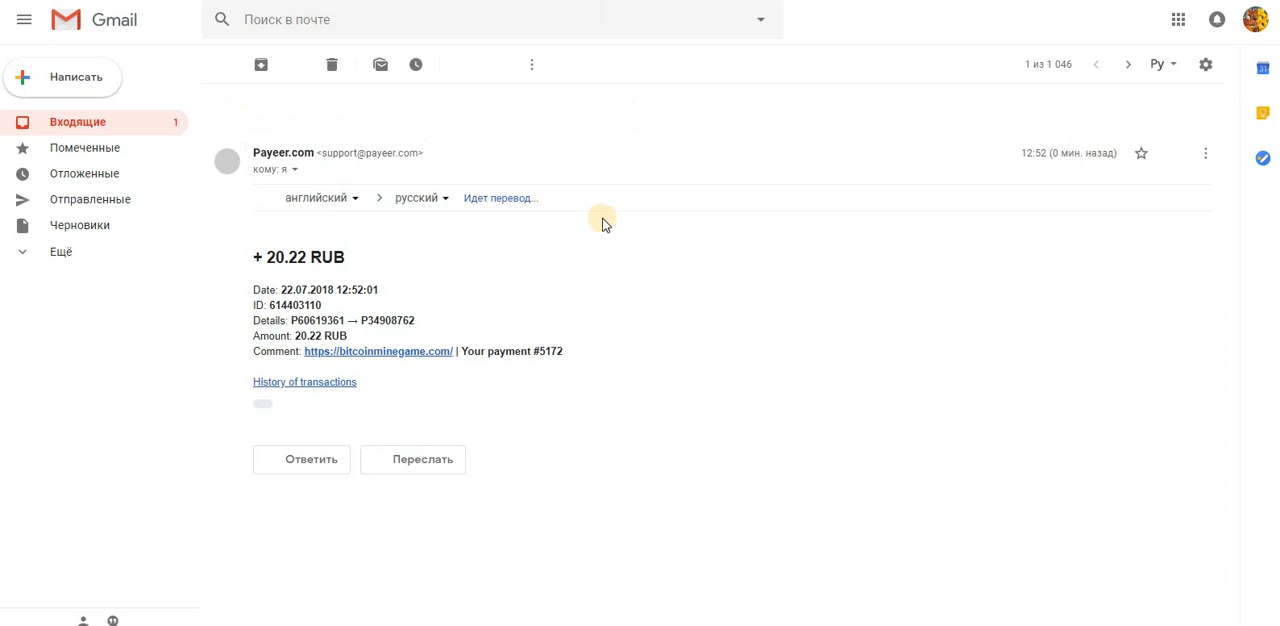 Gmail
Поиск в почте
Написать
1 из 1 046
Ру
Входящие 1
Помеченные
Отложенные
Отправленные
Черновики
Ещё
Payeer.com <support@payeer.com>
12:52 (0 мин. назад)
кому: я
английский > русский Идет перевод...
+ 20.22 RUB
Date: 22.07.2018 12:52:01
ID: 614403110
Details: P60619361 → P34908762
Amount: 20.22 RUB
Comment: https://bitcoinminegame.com/ | Your payment #5172
History of transactions
Ответить
Переслать
31